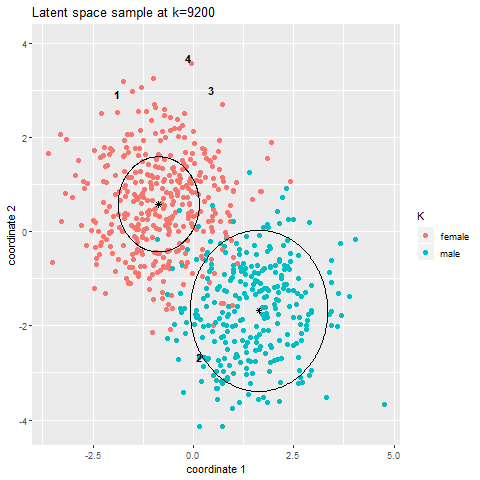 Latent space sample at k=9200
4
2
0
-2
-4
coordinate 2
4
3
1
2
-2.5
0.0
2.5
5.0
coordinate 1
K
female
male